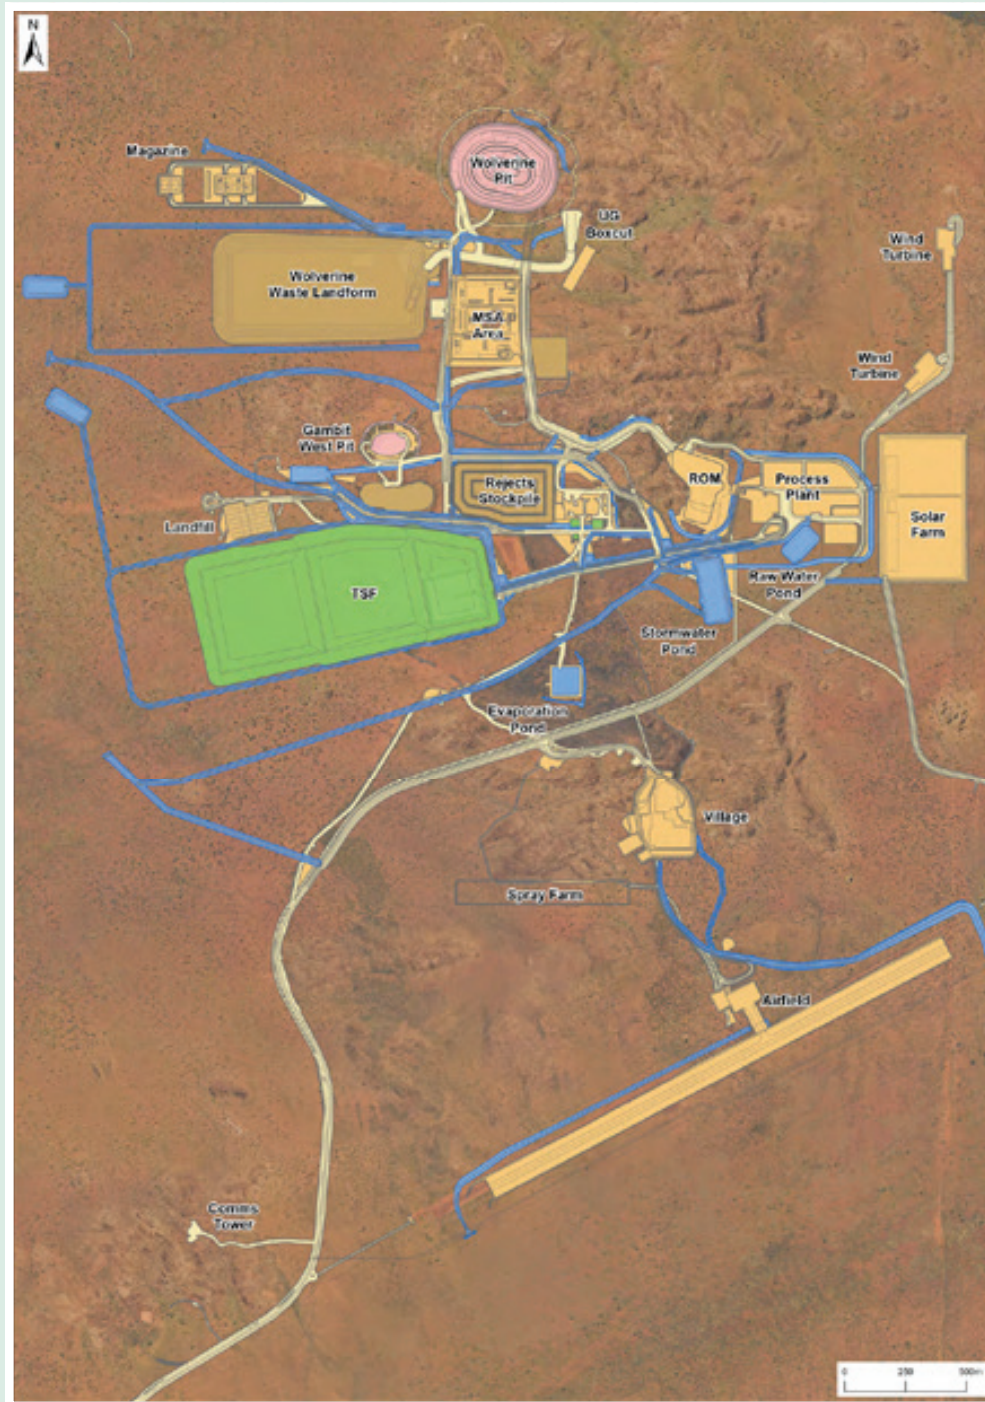 N
Magazine
Wolverine
Pit
UG
Boxcut
Wind
Turbine
Wolverine
Waste Landform
MSA
Area
Wind
Turbine
Gambit
West Pit
Rejects
Stockpile
ROM
Process
Plant
Solar
Farm
Landfill
TSF
Raw Water
Pond
Stormwater
Pond
Evaporation
Pond
Village
Spray Farm
Airfield
Comms
Tower
0 250 500m